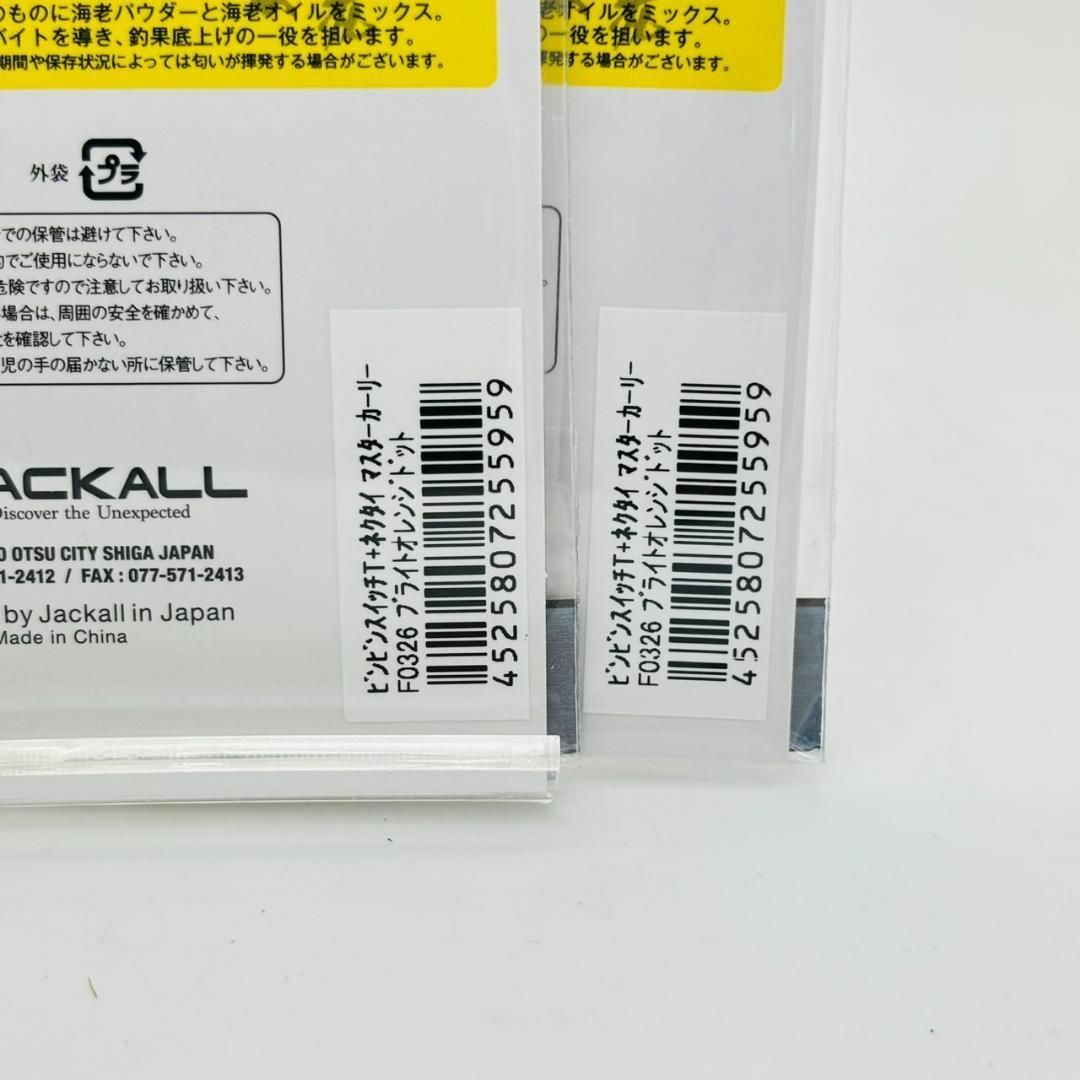 のものに海老パウダーと海老オイルをミックス。
バイトを導き、釣果底上げの一役を担います。
期間や保存状況によっては匂いが揮発する場合がございます。
外袋
プラ
での保管は避けて下さい。
でご使用にならないで下さい。
危険ですので注意してお取り扱い下さい。
場合は、周囲の安全を確かめて、
を確認して下さい。
児の手の届かない所に保管して下さい。
ACKALL
Discover the Unexpected
OTSU CITY SHIGA JAPAN
1-2412 / FAX : 077-571-2413
by Jackall in Japan
Made in China
ビンビンスイッチT+ネクタイ マスターカーリー
F0326 ブライトオレンジドット
4525807255959
オイルをミックス。
の一役を担います。
揮発する場合がございます。
ビンビンスイッチT+ネクタイ マスターカーリー
F0326 ブライトオレンジドット
4525807255959